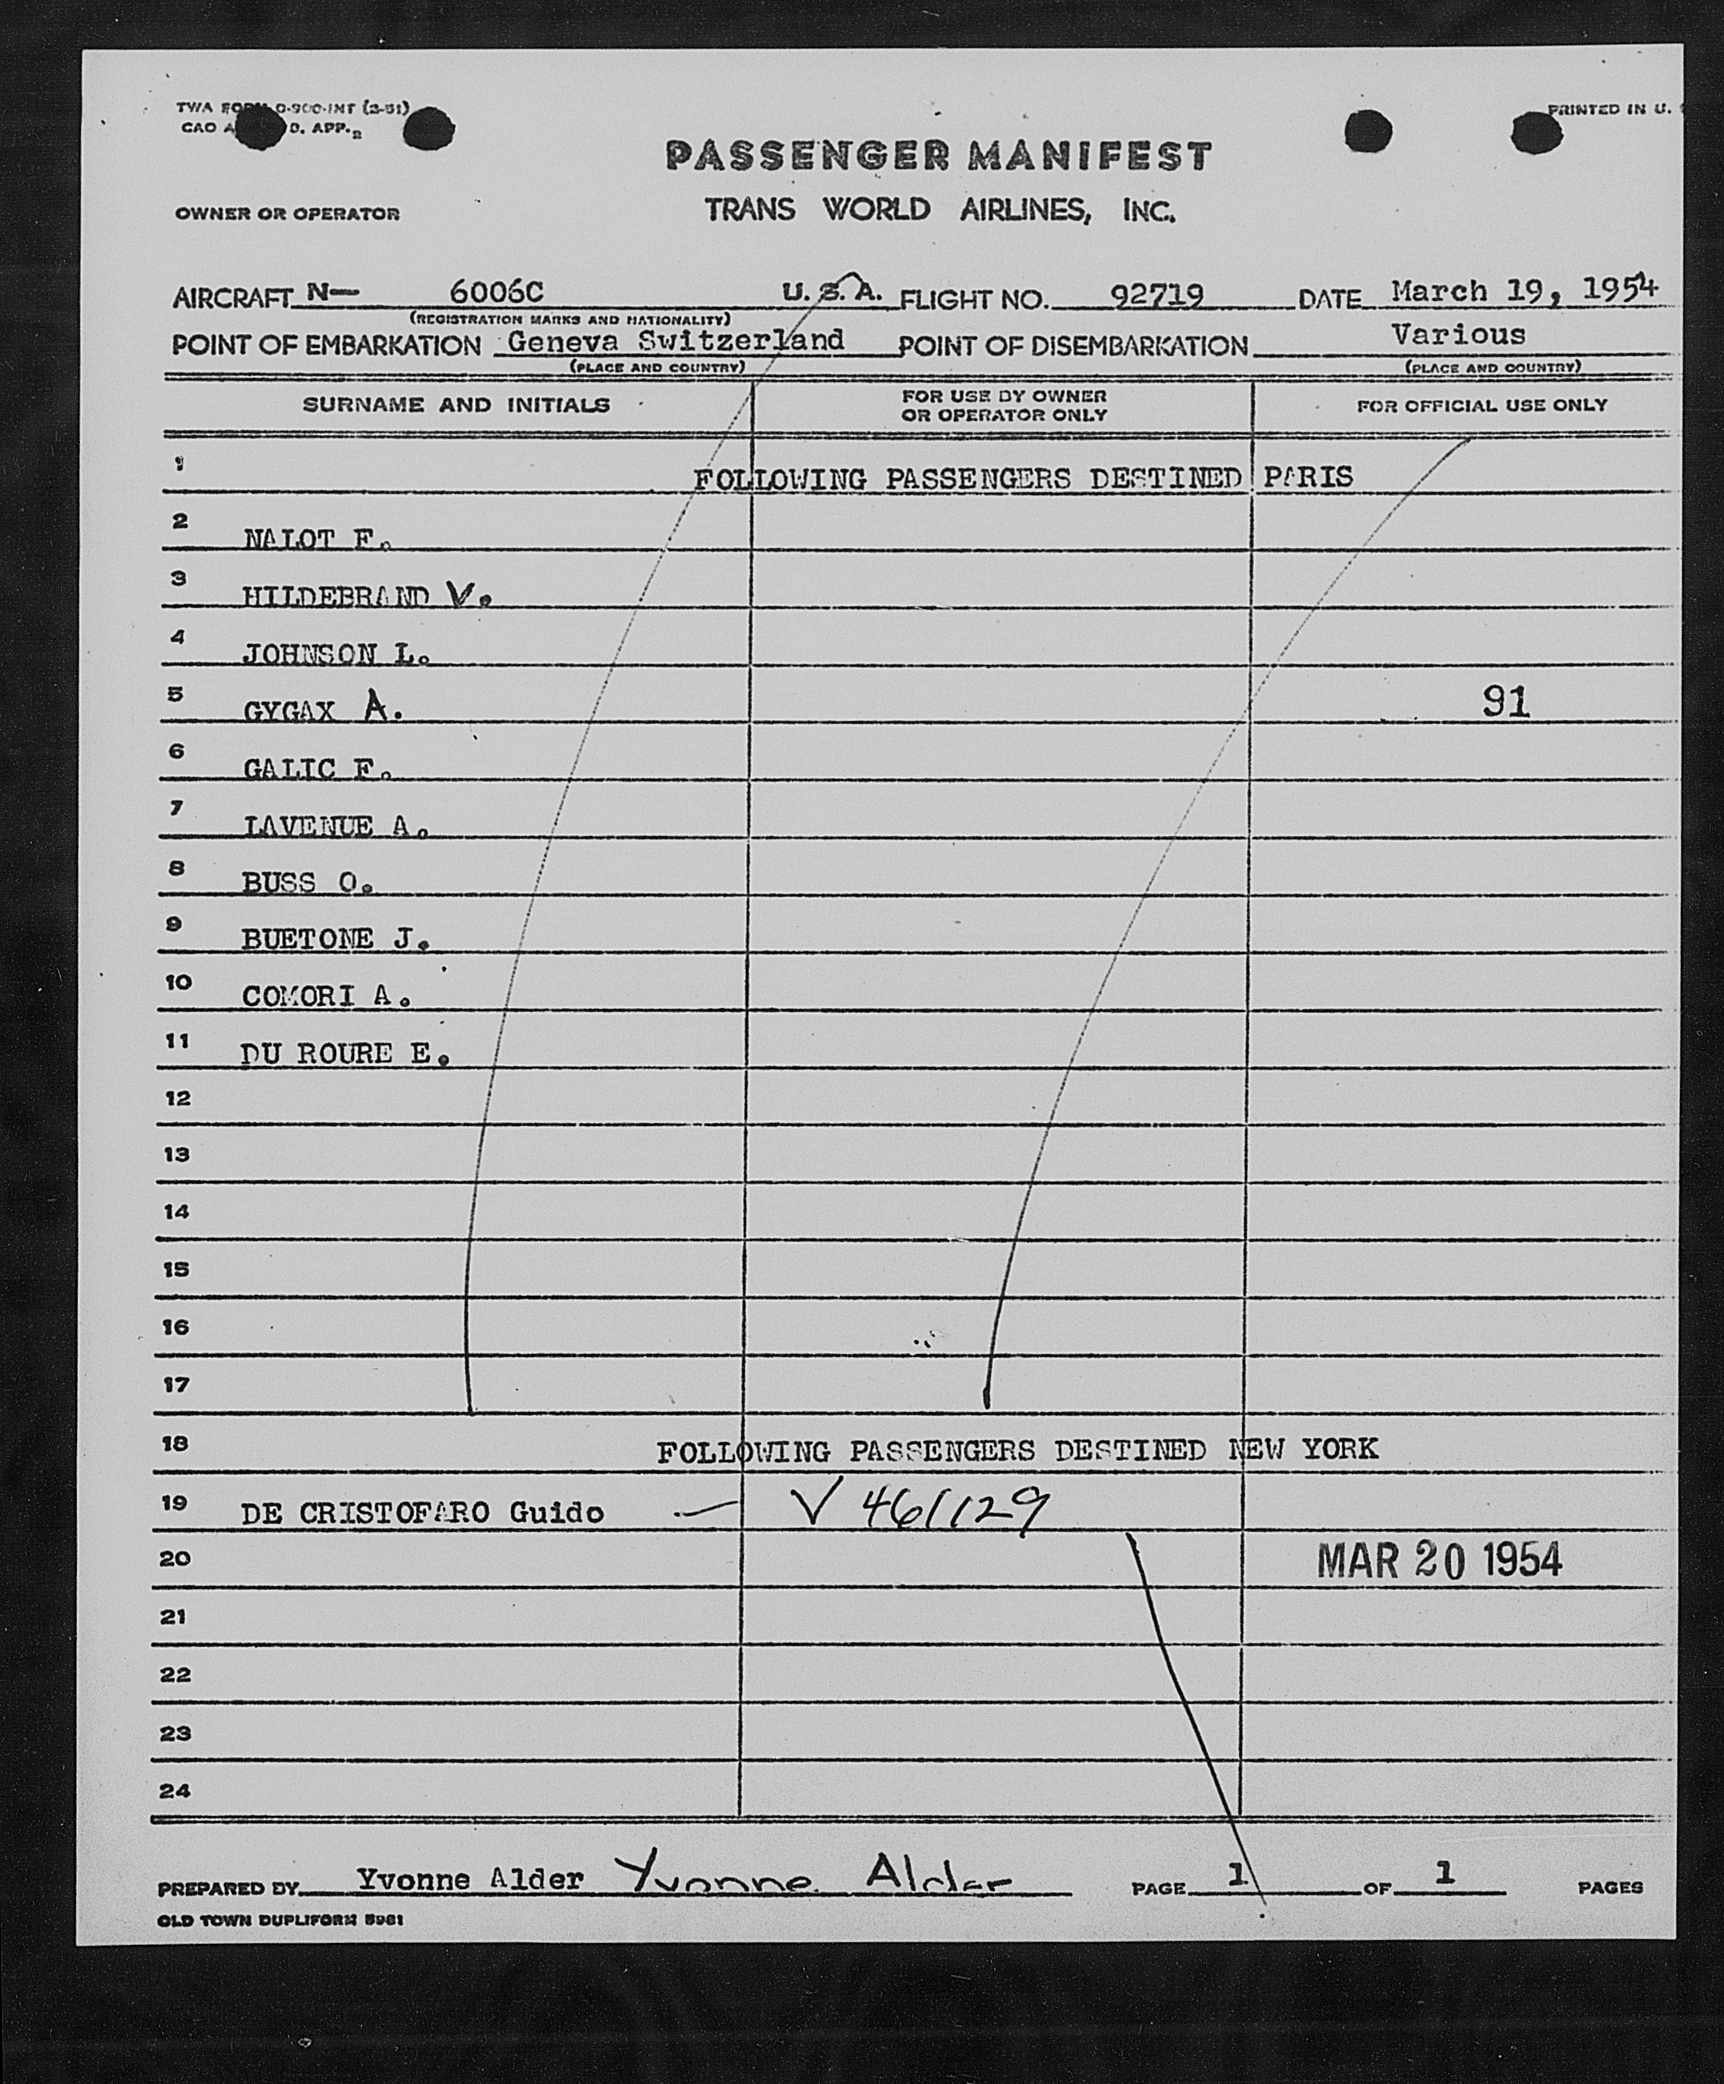 TWA FORM O-900-INT (3-51)
CAO D. APP.
PRINTED IN U.
PASSENGER MANIFEST
OWNER OR OPERATOR TRANS WORLD AIRLINES, INC.
AIRCRAFT N— 6006C U. S. A. FLIGHT NO. 92719 DATE March 19, 1954
(REGISTRATION MARKS AND NATIONALITY)
POINT OF EMBARKATION Geneva Switzerland POINT OF DISEMBARKATION Various
(PLACE AND COUNTRY) (PLACE AND COUNTRY)
SURNAME AND INITIALS FOR USE BY OWNER OR OPERATOR ONLY FOR OFFICIAL USE ONLY
1 FOLLOWING PASSENGERS DESTINED PARIS
2 NALOT F.
3 HILDEBRAND V.
4 JOHNSON L.
5 GYGAX A. 91
6 GALIC F.
7 LAVENUE A.
8 BUSS O.
9 BUETONE J.
10 COMORI A.
11 DU ROURE E.
12
13
14
15
16
17
18 FOLLOWING PASSENGERS DESTINED NEW YORK
19 DE CRISTOFARO Guido — V 461129
20 MAR 20 1954
21
22
23
24
PREPARED BY Yvonne Alder Yvonne Alder PAGE 1 OF 1 PAGES
OLD TOWN DUPLIFORM 5981